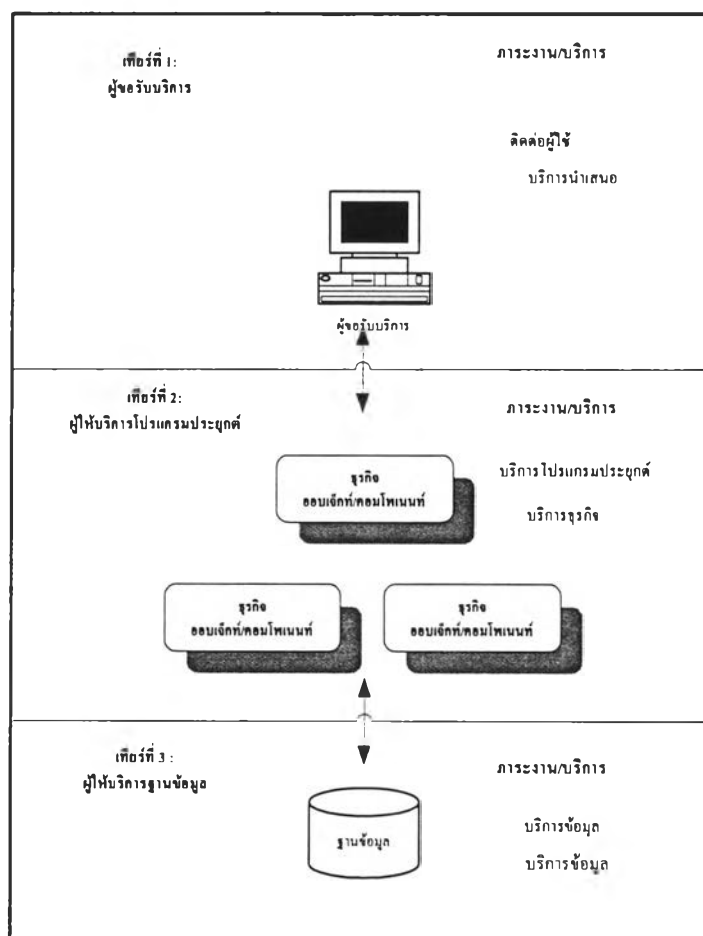 เทียร์ที่ 1:
ผู้ขอรับบริการ
ภาระงาน/บริการ
ติดต่อผู้ใช้
บริการนำเสนอ
ผู้ขอรับบริการ
เทียร์ที่ 2:
ผู้ให้บริการโปรแกรมประยุกต์
ภาระงาน/บริการ
ธุรกิจ
ออบเจ็กท์/คอมโพเนนท์
บริการโปรแกรมประยุกต์
บริการธุรกิจ
ธุรกิจ
ออบเจ็กท์/คอมโพเนนท์
ธุรกิจ
ออบเจ็กท์/คอมโพเนนท์
เทียร์ที่ 3 :
ผู้ให้บริการฐานข้อมูล
ภาระงาน/บริการ
ฐานข้อมูล
บริการข้อมูล
บริการข้อมูล